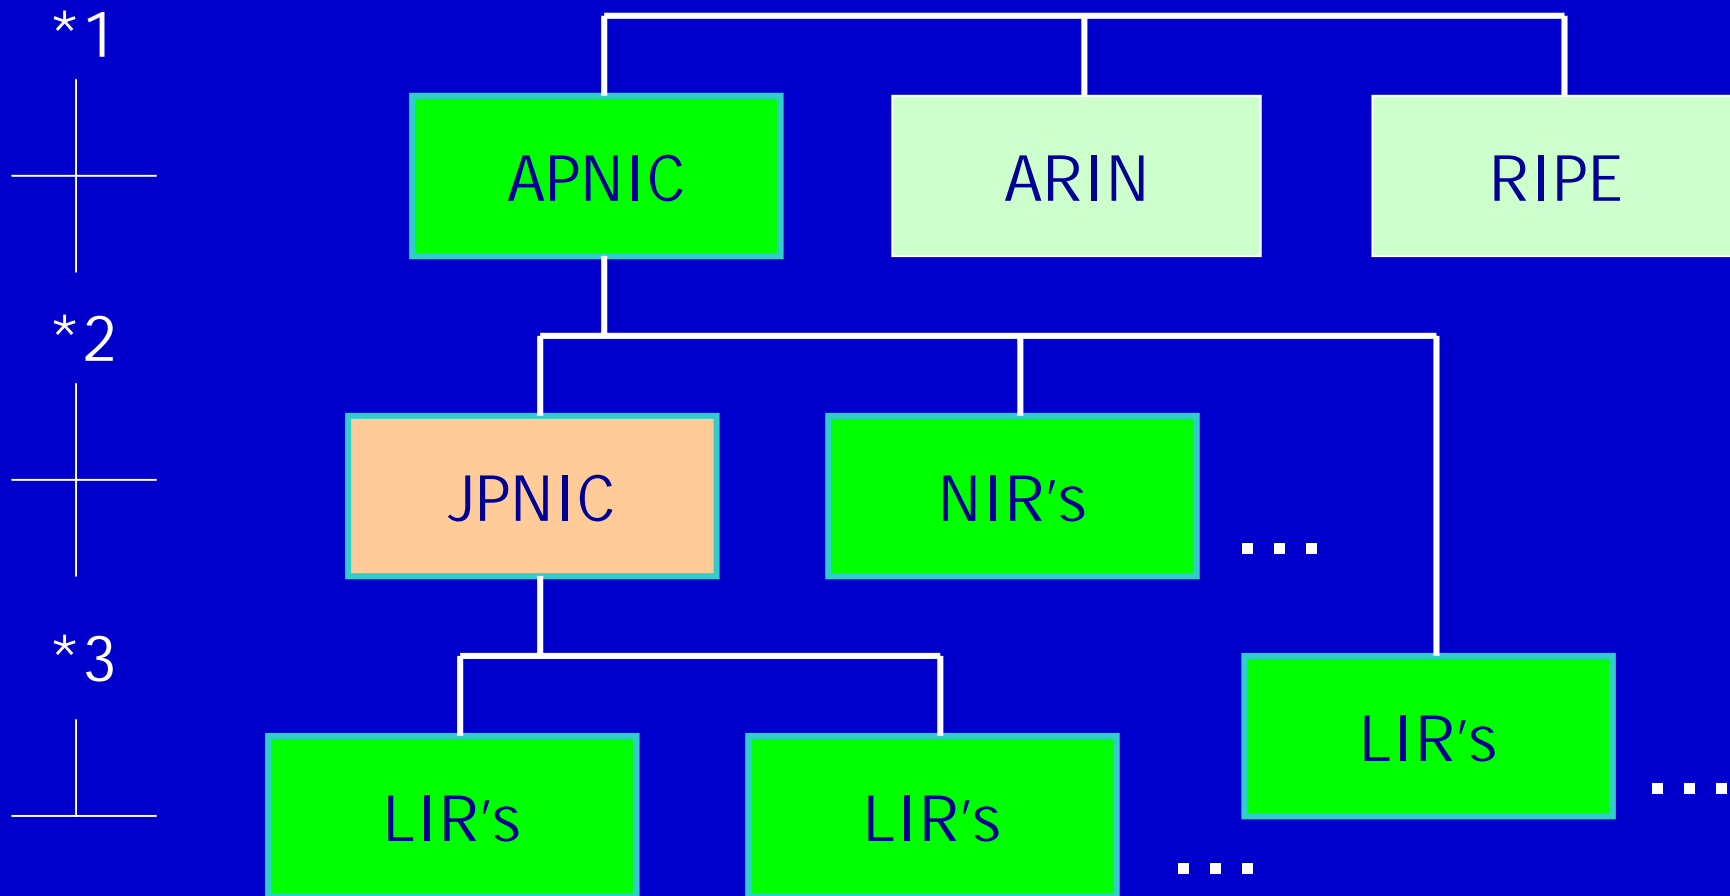 *1
APNIC
ARIN
RIPE
*2
JPNIC
NIR's
...
*3
LIR's
...
LIR's
LIR's
...